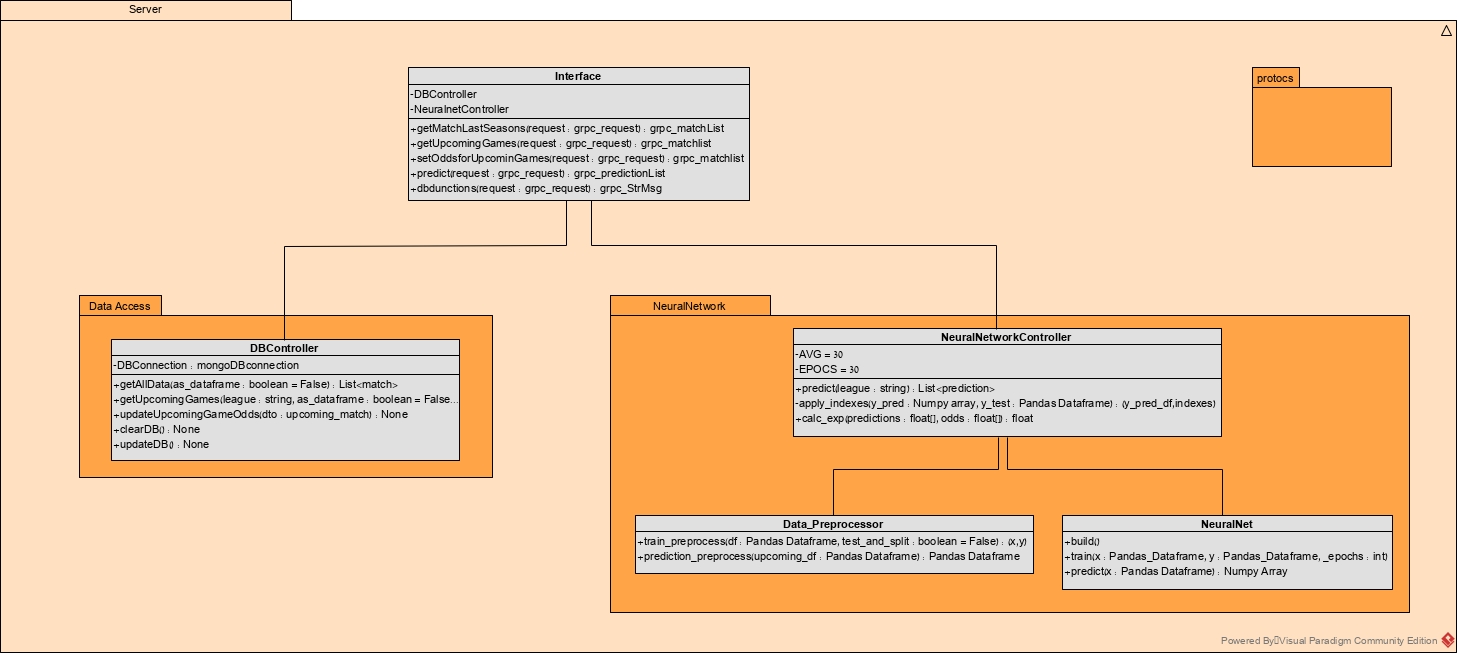 Server
Interface
-DBController
-NeuralnetController
+getMatchLastSeasons(request : grpc_request) : grpc_matchList
+getUpcomingGames(request : grpc_request) : grpc_matchlist
+setOddsforUpcominGames(request : grpc_request) : grpc_matchlist
+predict(request : grpc_request) : grpc_predictionList
+dbdunctions(request : grpc_request) : grpc_StrMsg
protocs
Data Access
DBController
-DBConnection : mongoDBconnection
+getAllData(as_dataframe : boolean = False) : List<match>
+getUpcomingGames(league : string, as_dataframe : boolean = False...
+updateUpcomingGameOdds(dto : upcoming_match) : None
+clearDB() : None
+updateDB() : None
NeuralNetwork
NeuralNetworkController
-AVG = 30
-EPOCS = 30
+predict(league : string) : List<prediction>
-apply_indexes(y_pred : Numpy array, y_test : Pandas Dataframe) : (y_pred_df,indexes)
+calc_exp(predictions : float[], odds : float[]) : float
Data_Preprocessor
+train_preprocess(df : Pandas Dataframe, test_and_split : boolean = False) : (x,y)
+prediction_preprocess(upcoming_df : Pandas Dataframe) : Pandas Dataframe
NeuralNet
+build()
+train(x : Pandas_Dataframe, y : Pandas_Dataframe, _epochs : int)
+predict(x : Pandas Dataframe) : Numpy Array
Powered By Visual Paradigm Community Edition